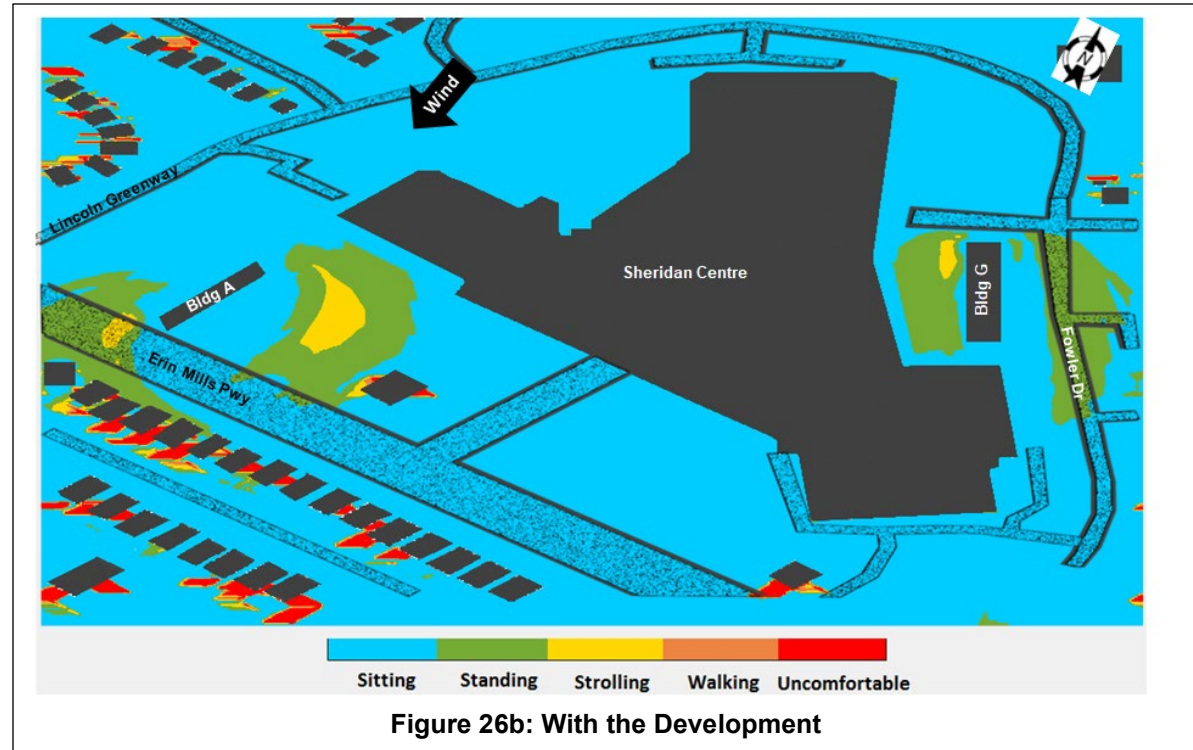 Wind
N
Lincoln Greenway
Sheridan Centre
Bldg A
Bldg G
Erin Mills Pwy.
Fowler Dr
Sitting Standing Strolling Walking Uncomfortable
Figure 26b: With the Development